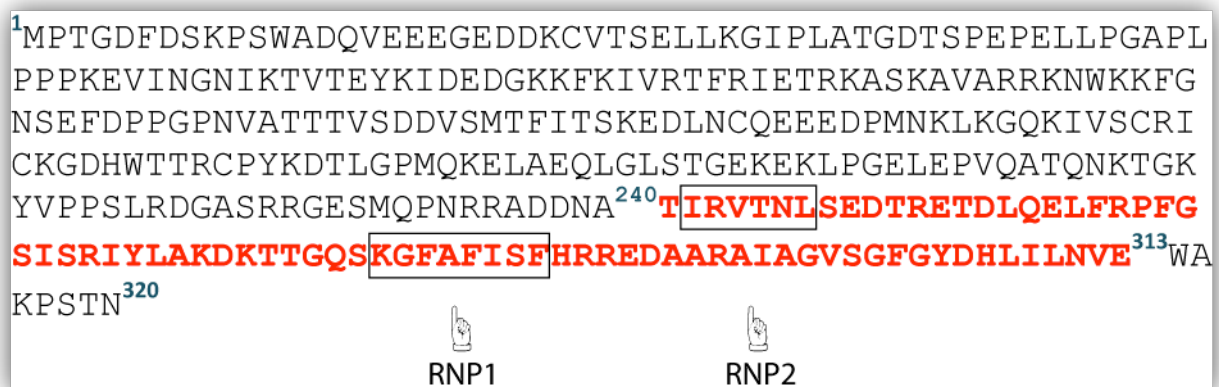 1MPTGDFDSKPSWADQVEEEGEDDKCVTSELLKGIPLATGDTSPEPELLPGAPL
PPPKEVINGNIKTVTEYKIDEDGKKFKIVRTFRIETRKASKAVARRKNWKKFG
NSEFDPPGPNVATTTVSDDVSMTFITSKEDLNCQEEEDPMNKLKGQKIVSCRI
CKGDHWTTRCPYKDTLGPMQKELAEQLGLSTGEKEKLPGELEPVQATQNKTGK
YVPPSLRDGASRRGESMQPNRRADDNA240TIRVTNLSEDTRETDLQELFRPFG
SISRIYLAKDKTTGQSKGFAFISFHRREDAARAIAGVSGFGYDHLILNVE313WA
KPSTN320
RNP1 RNP2